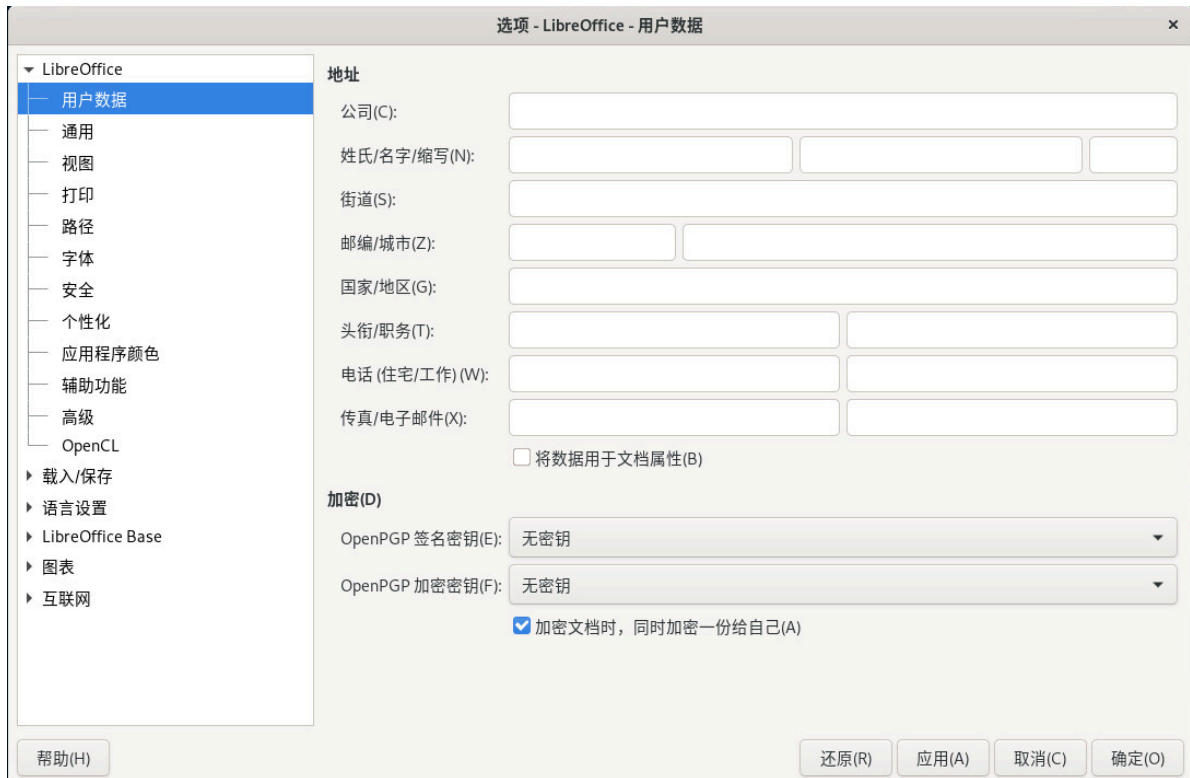 选项 - LibreOffice - 用户数据
LibreOffice
用户数据
通用
视图
打印
路径
字体
安全
个性化
应用程序颜色
辅助功能
高级
OpenCL
载入/保存
语言设置
LibreOffice Base
图表
互联网
地址
公司(C):
姓氏/名字/缩写(N):
街道(S):
邮编/城市(Z):
国家/地区(G):
头衔/职务(T):
电话 (住宅/工作) (W):
传真/电子邮件(X):
将数据用于文档属性(B)
加密(D)
OpenPGP 签名密钥(E): 无密钥
OpenPGP 加密密钥(F): 无密钥
加密文档时，同时加密一份给自己(A)
帮助(H) 还原(R) 应用(A) 取消(C) 确定(O)